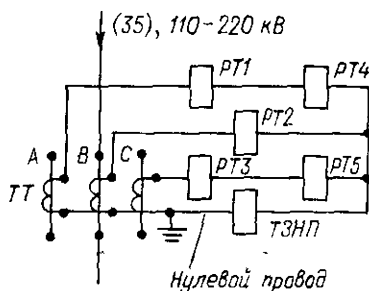 (35), 110-220 кВ
РТ1
РТ4
РТ2
А
В
С
РТ3
РТ5
ТТ
ТЗНП
Нулевой провод